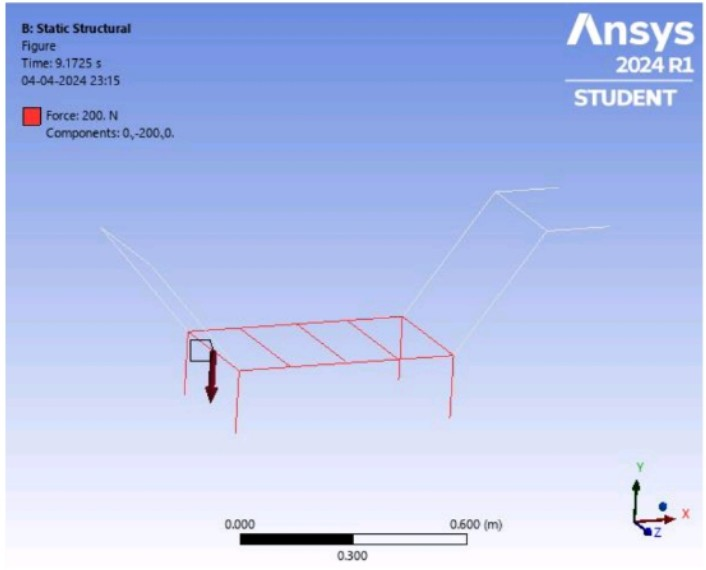 B: Static Structural
Figure
Time: 9.1725 s
04-04-2024 23:15
Force: 200. N
Components: 0.,-200.,0.
Ansys
2024 R1
STUDENT
Y
X
Z
0.000
0.600 (m)
0.300